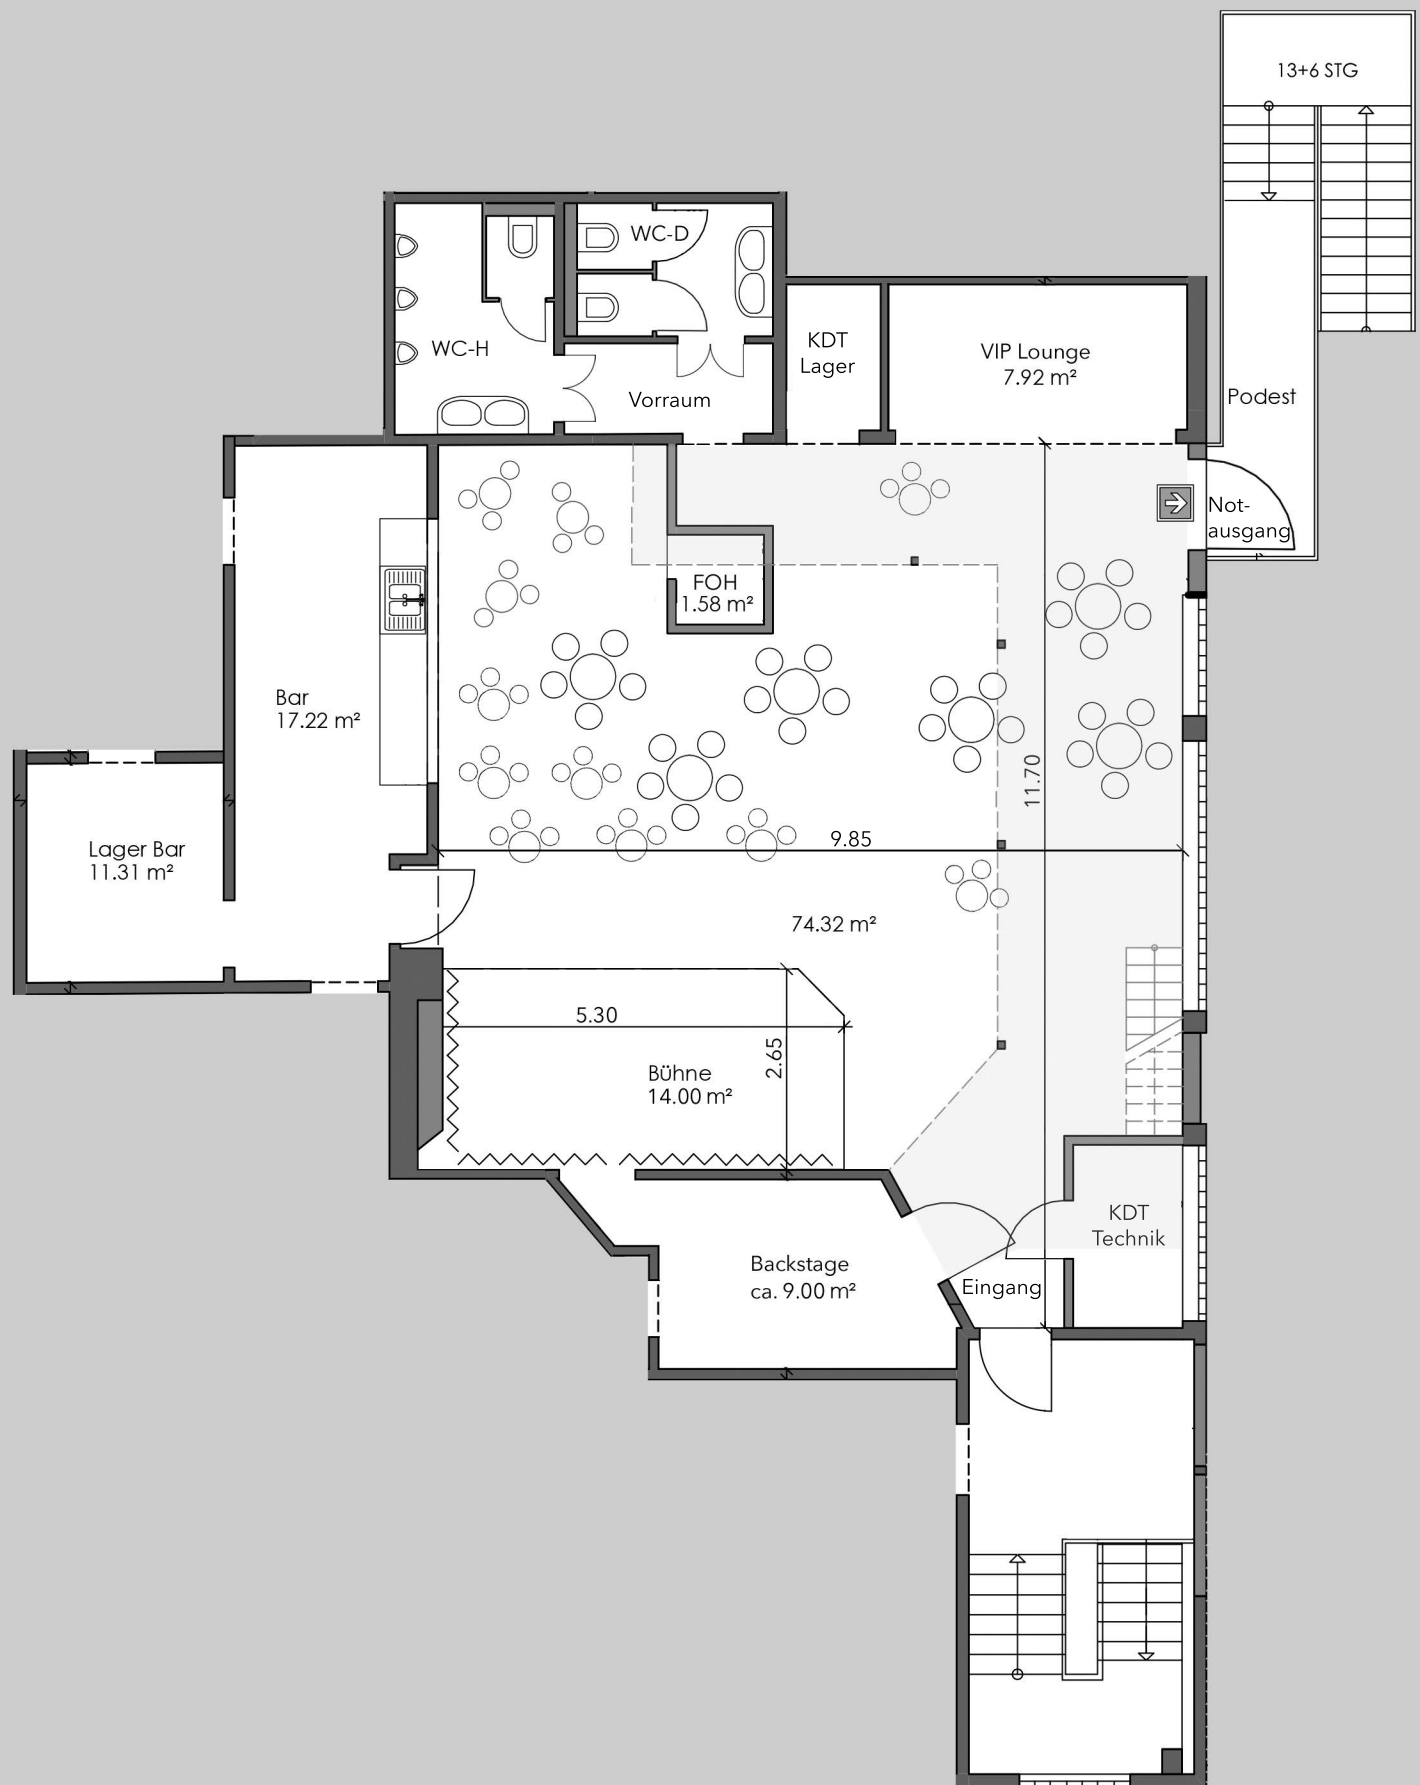 13+6 STG
WC-D
WC-H
KDT
Lager
VIP Lounge
7.92 m²
Vorraum
Podest
Not-
ausgang
FOH
1.58 m²
Bar
17.22 m²
11.70
9.85
Lager Bar
11.31 m²
74.32 m²
5.30
2.65
Bühne
14.00 m²
KDT
Technik
Backstage
ca. 9.00 m²
Eingang